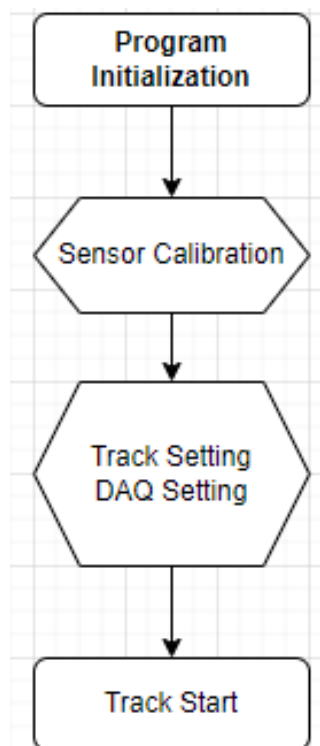 Program
Initialization
Sensor Calibration
Track Setting
DAQ Setting
Track Start